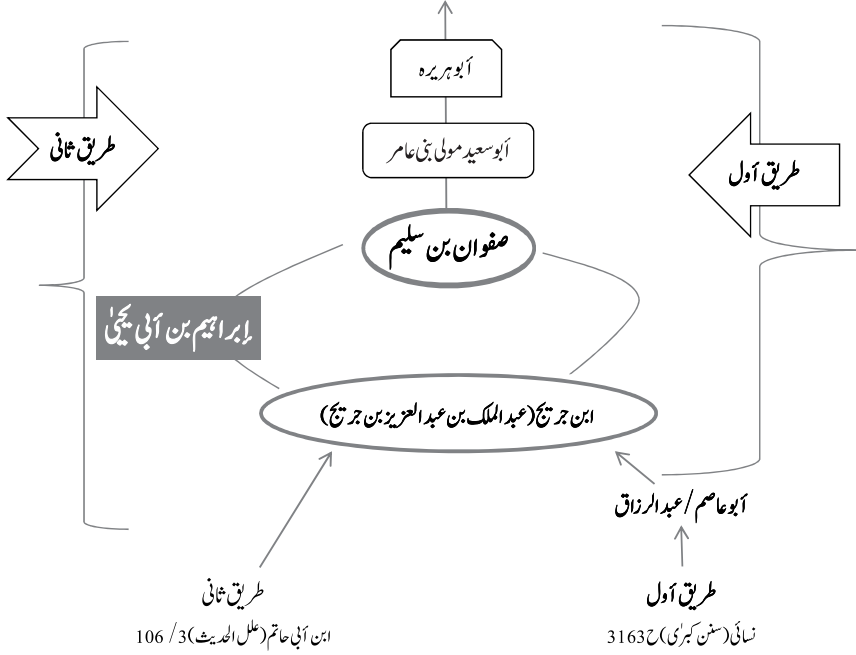 أبو ہریرہ
أبو سعید مولی بنی عامر
طریق أول
طریق ثانی
صفوان بن سلیم
إبراہیم بن أبی یحییٰ
ابن جریج (عبد الملک بن عبد العزیز بن جریج)
أبو عاصم / عبد الرزاق
طریق أول
نسائی (سنن کبرٰی) ح 3163
طریق ثانی
ابن أبی حاتم (علل الحدیث) 3 / 106